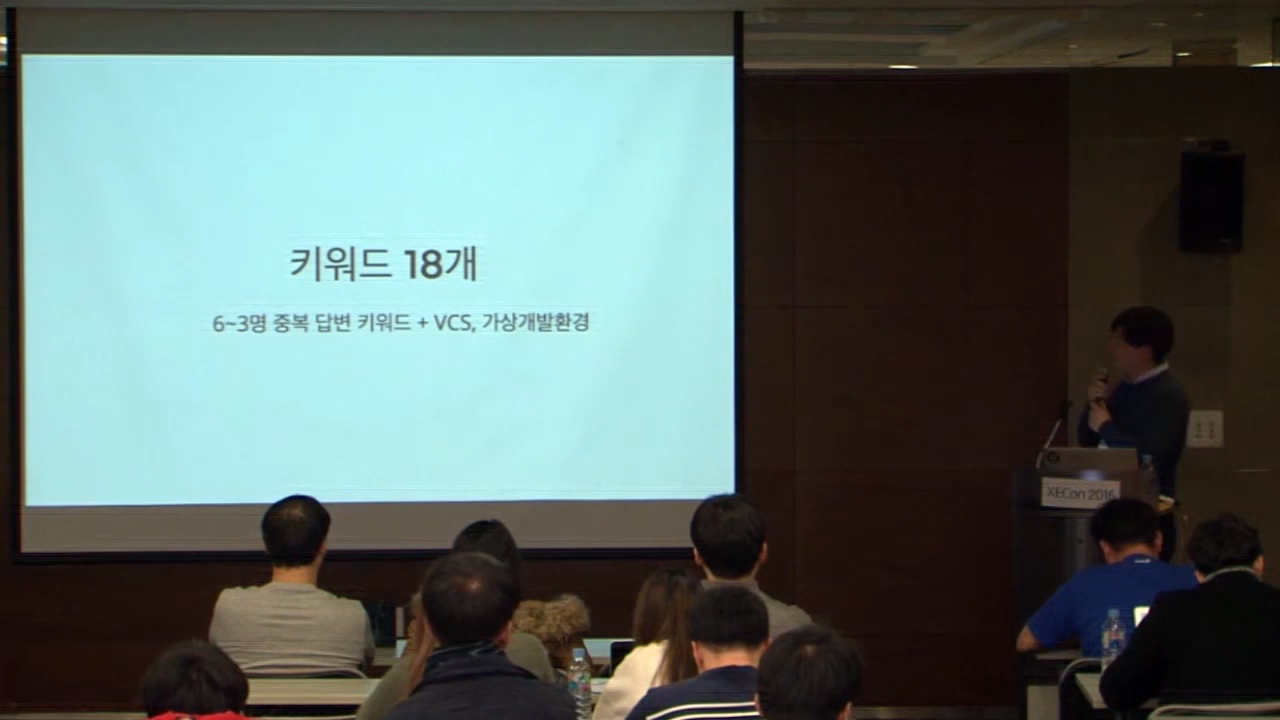 키워드 18개
6~3명 중복 답변 키워드 + VCS, 가상개발환경
XECon 2016